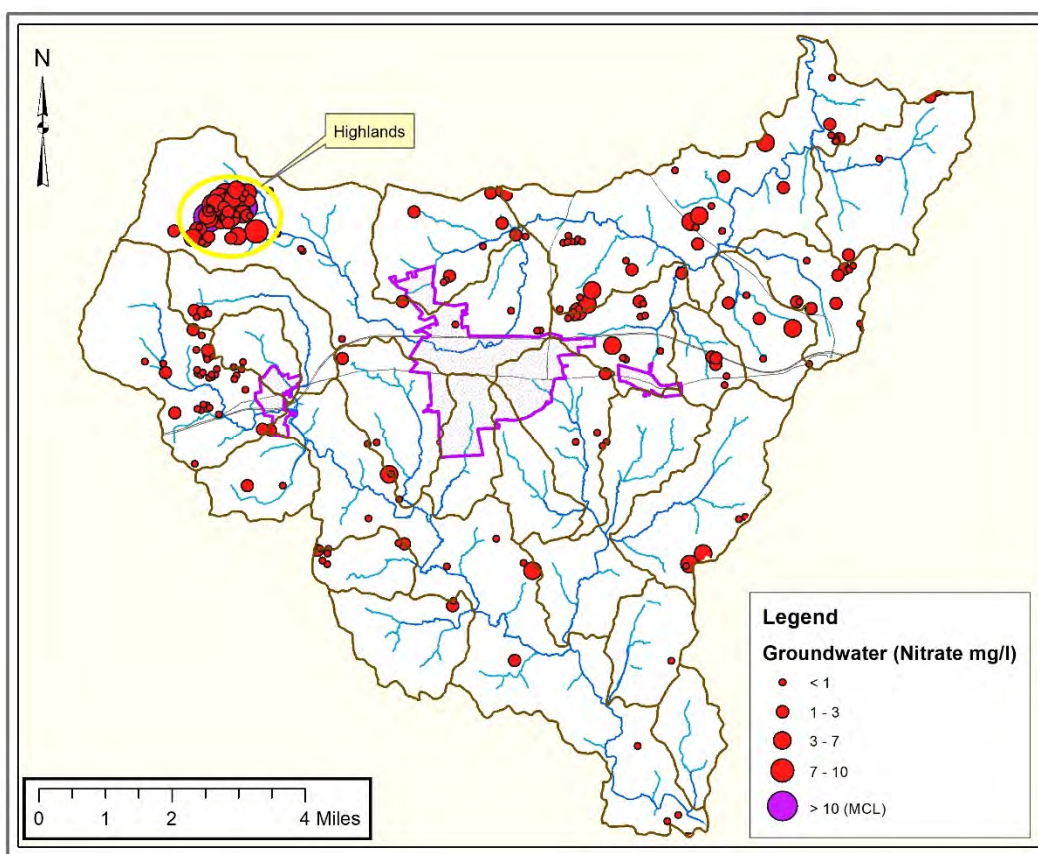 N
Highlands
Legend
Groundwater (Nitrate mg/l)
< 1
1 - 3
3 - 7
7 - 10
> 10 (MCL)
0 1 2 4 Miles